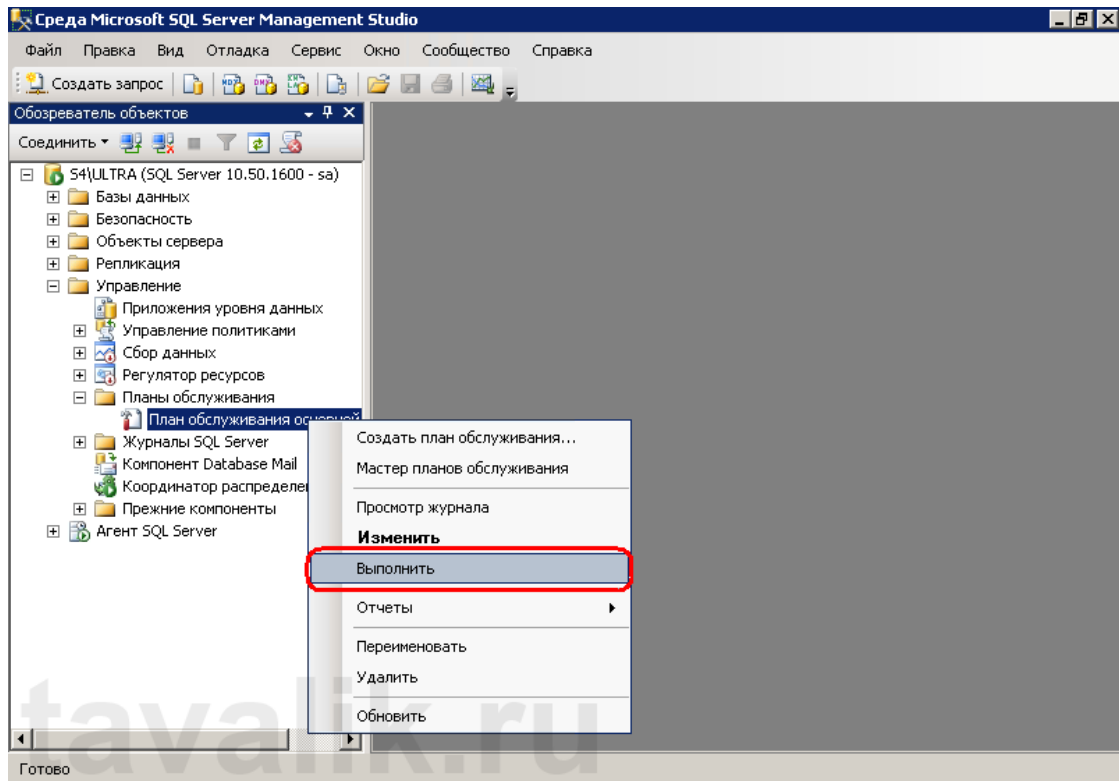 Среда Microsoft SQL Server Management Studio
Файл Правка Вид Отладка Сервис Окно Сообщество Справка
Создать запрос
Обозреватель объектов
Соединить
S4\ULTRA (SQL Server 10.50.1600 - sa)
Базы данных
Безопасность
Объекты сервера
Репликация
Управление
Приложения уровня данных
Управление политиками
Сбор данных
Регулятор ресурсов
Планы обслуживания
План обслуживания основной
Журналы SQL Server
Компонент Database Mail
Координатор
Прежние компоненты
Агент SQL Server
Создать план обслуживания...
Мастер планов обслуживания
Просмотр журнала
Изменить
Выполнить
Отчеты
Переименовать
Удалить
Обновить
tavalik.ru
Готово